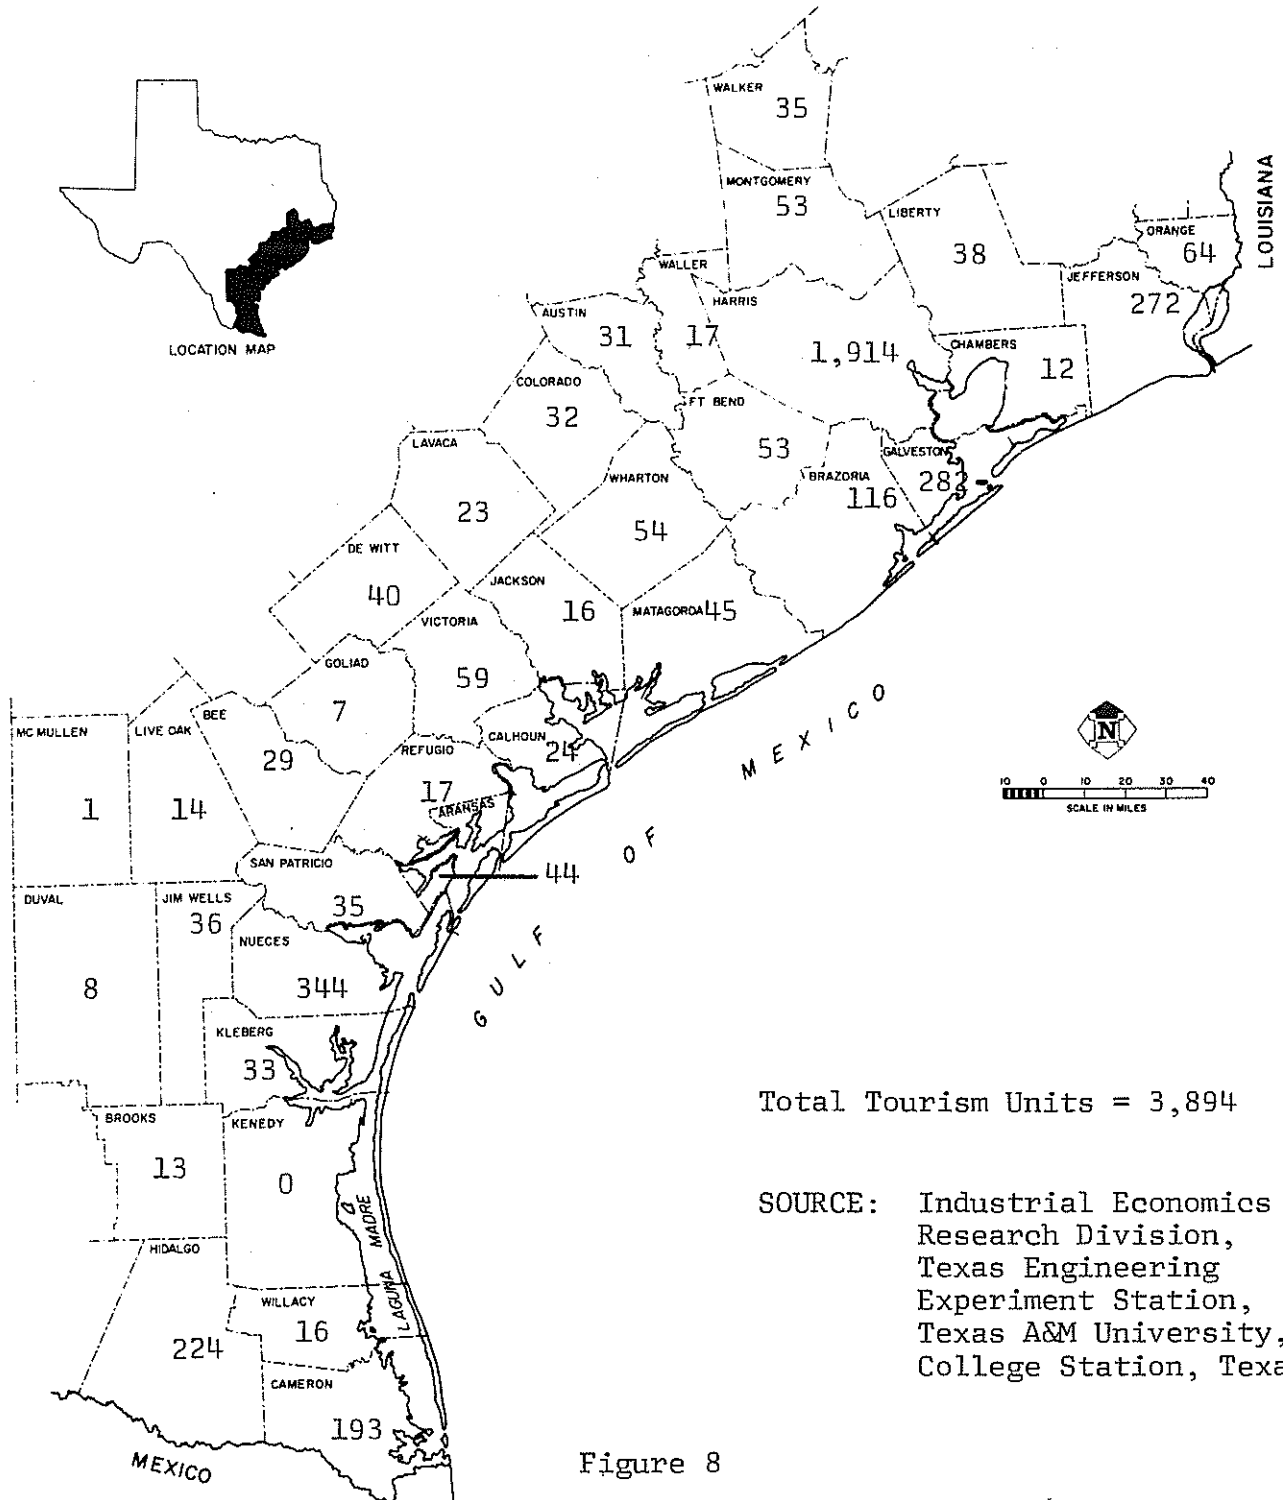 WALKER
35
MONTGOMERY
53
LIBERTY
38
ORANGE
64
LOUISIANA
JEFFERSON
272
WALLER
17
HARRIS
1,914
CHAMBERS
12
LOCATION MAP
AUSTIN
31
COLORADO
32
FT BEND
53
BRAZORIA
116
GALVESTON
282
LAVACA
23
WHARTON
54
DE WITT
40
JACKSON
16
MATAGORDA
45
VICTORIA
59
GOLIAD
7
BEE
29
REFUGIO
17
CALHOUN
24
MC MULLEN
1
LIVE OAK
14
ARANSAS
44
SAN PATRICIO
35
DUVAL
8
JIM WELLS
36
NUECES
344
KLEBERG
33
BROOKS
13
KENEDY
0
LAGUNA MADRE
HIDALGO
224
WILLACY
16
CAMERON
193
MEXICO
GULF OF MEXICO
N
10 0 10 20 30 40
SCALE IN MILES
Total Tourism Units = 3,894
SOURCE: Industrial Economics
Research Division,
Texas Engineering
Experiment Station,
Texas A&M University,
College Station, Texa
Figure 8